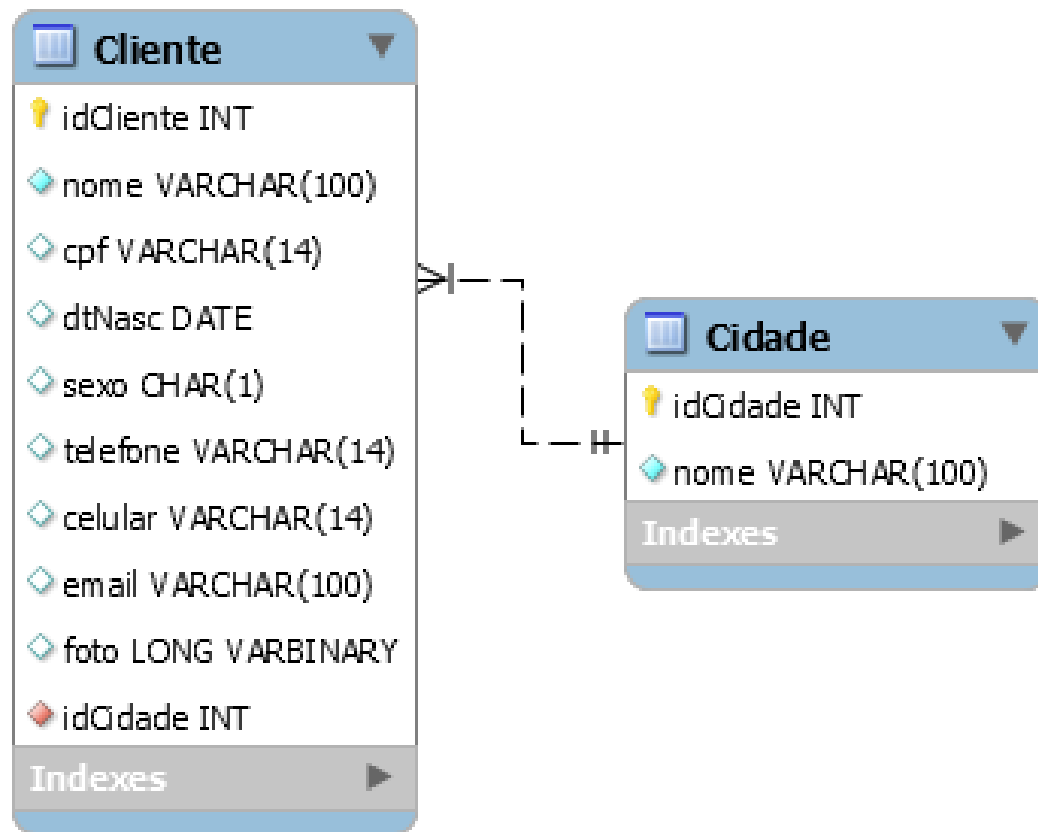 Cliente
idCliente INT
nome VARCHAR(100)
cpf VARCHAR(14)
dtNasc DATE
sexo CHAR(1)
telefone VARCHAR(14)
celular VARCHAR(14)
email VARCHAR(100)
foto LONG VARBINARY
idCidade INT
Indexes
Cidade
idCidade INT
nome VARCHAR(100)
Indexes